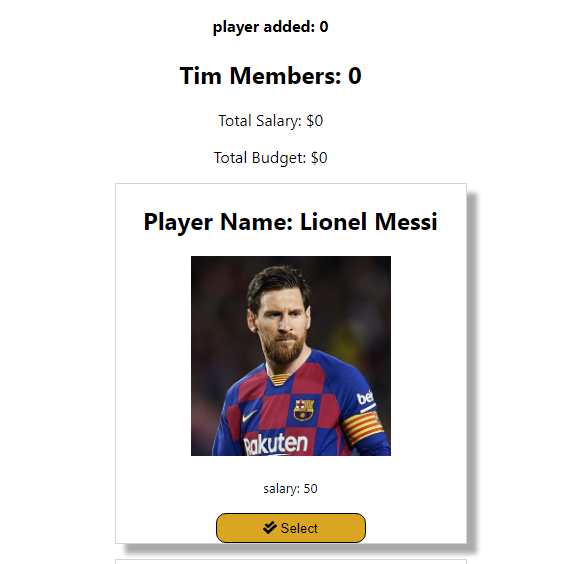 player added: 0
Tim Members: 0
Total Salary: $0
Total Budget: $0
Player Name: Lionel Messi
bek
Rakuten
salary: 50
Select